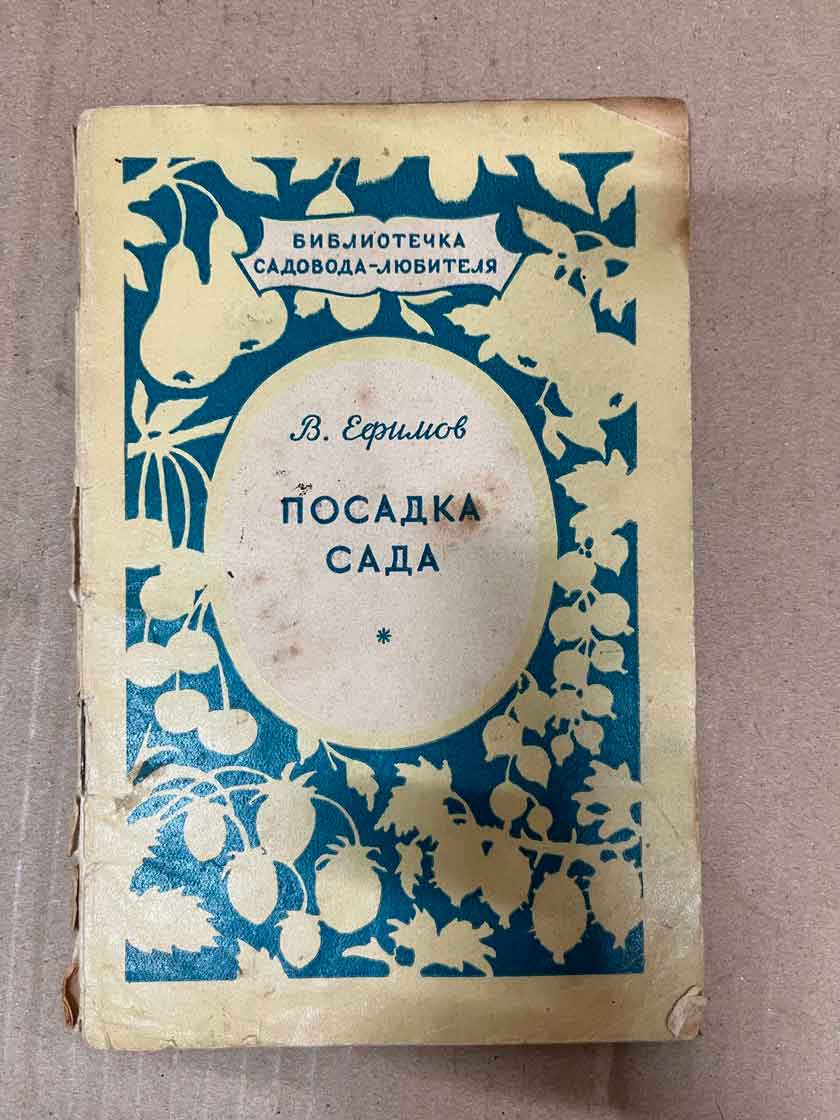 БИБЛИОТЕЧКА
САДОВОДА-ЛЮБИТЕЛЯ
В. Ефимов
ПОСАДКА
САДА
*